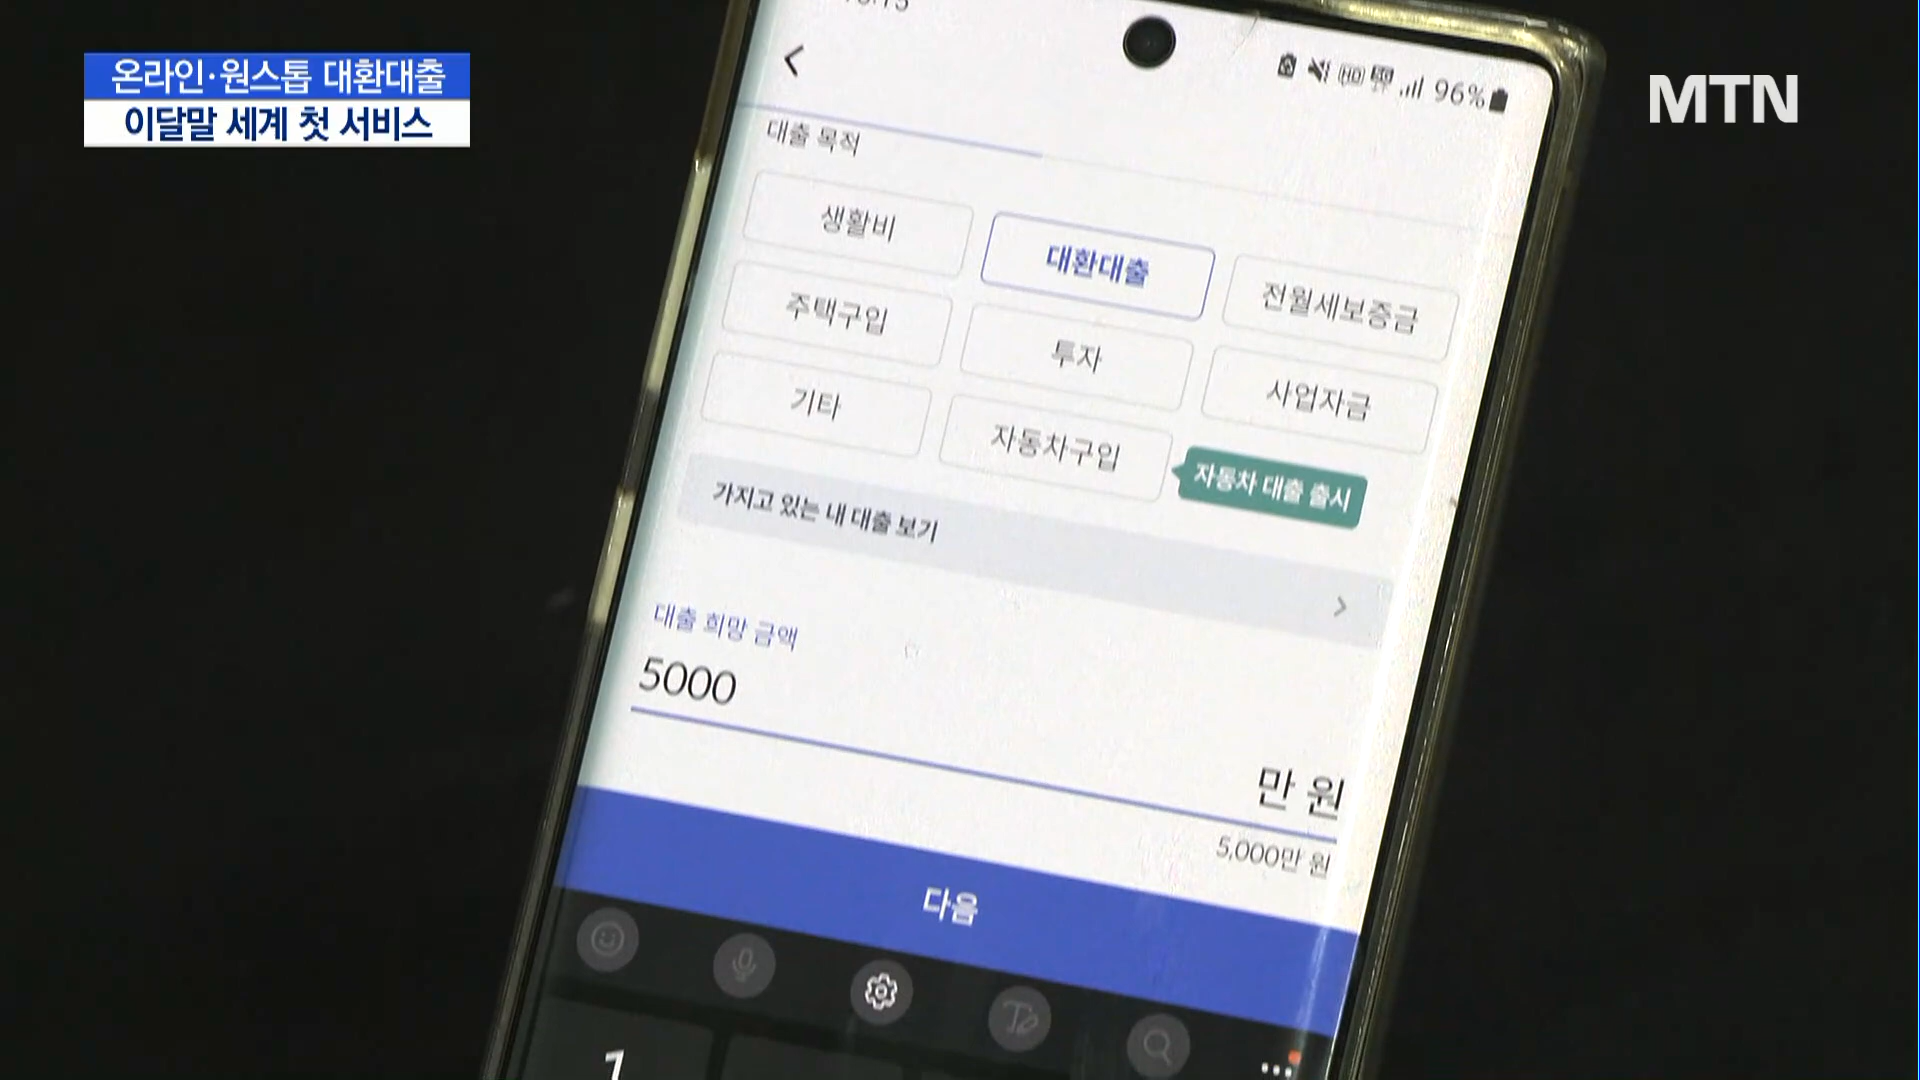 온라인·원스톱 대환대출
이달말 세계 첫 서비스
MTN
96%
대출 목적
생활비
대환대출
전월세보증금
주택구입
투자
사업자금
기타
자동차구입
자동차 대출 출시
가지고 있는 내 대출 보기
대출 희망 금액
5000
만 원
5,000만 원
다음
1